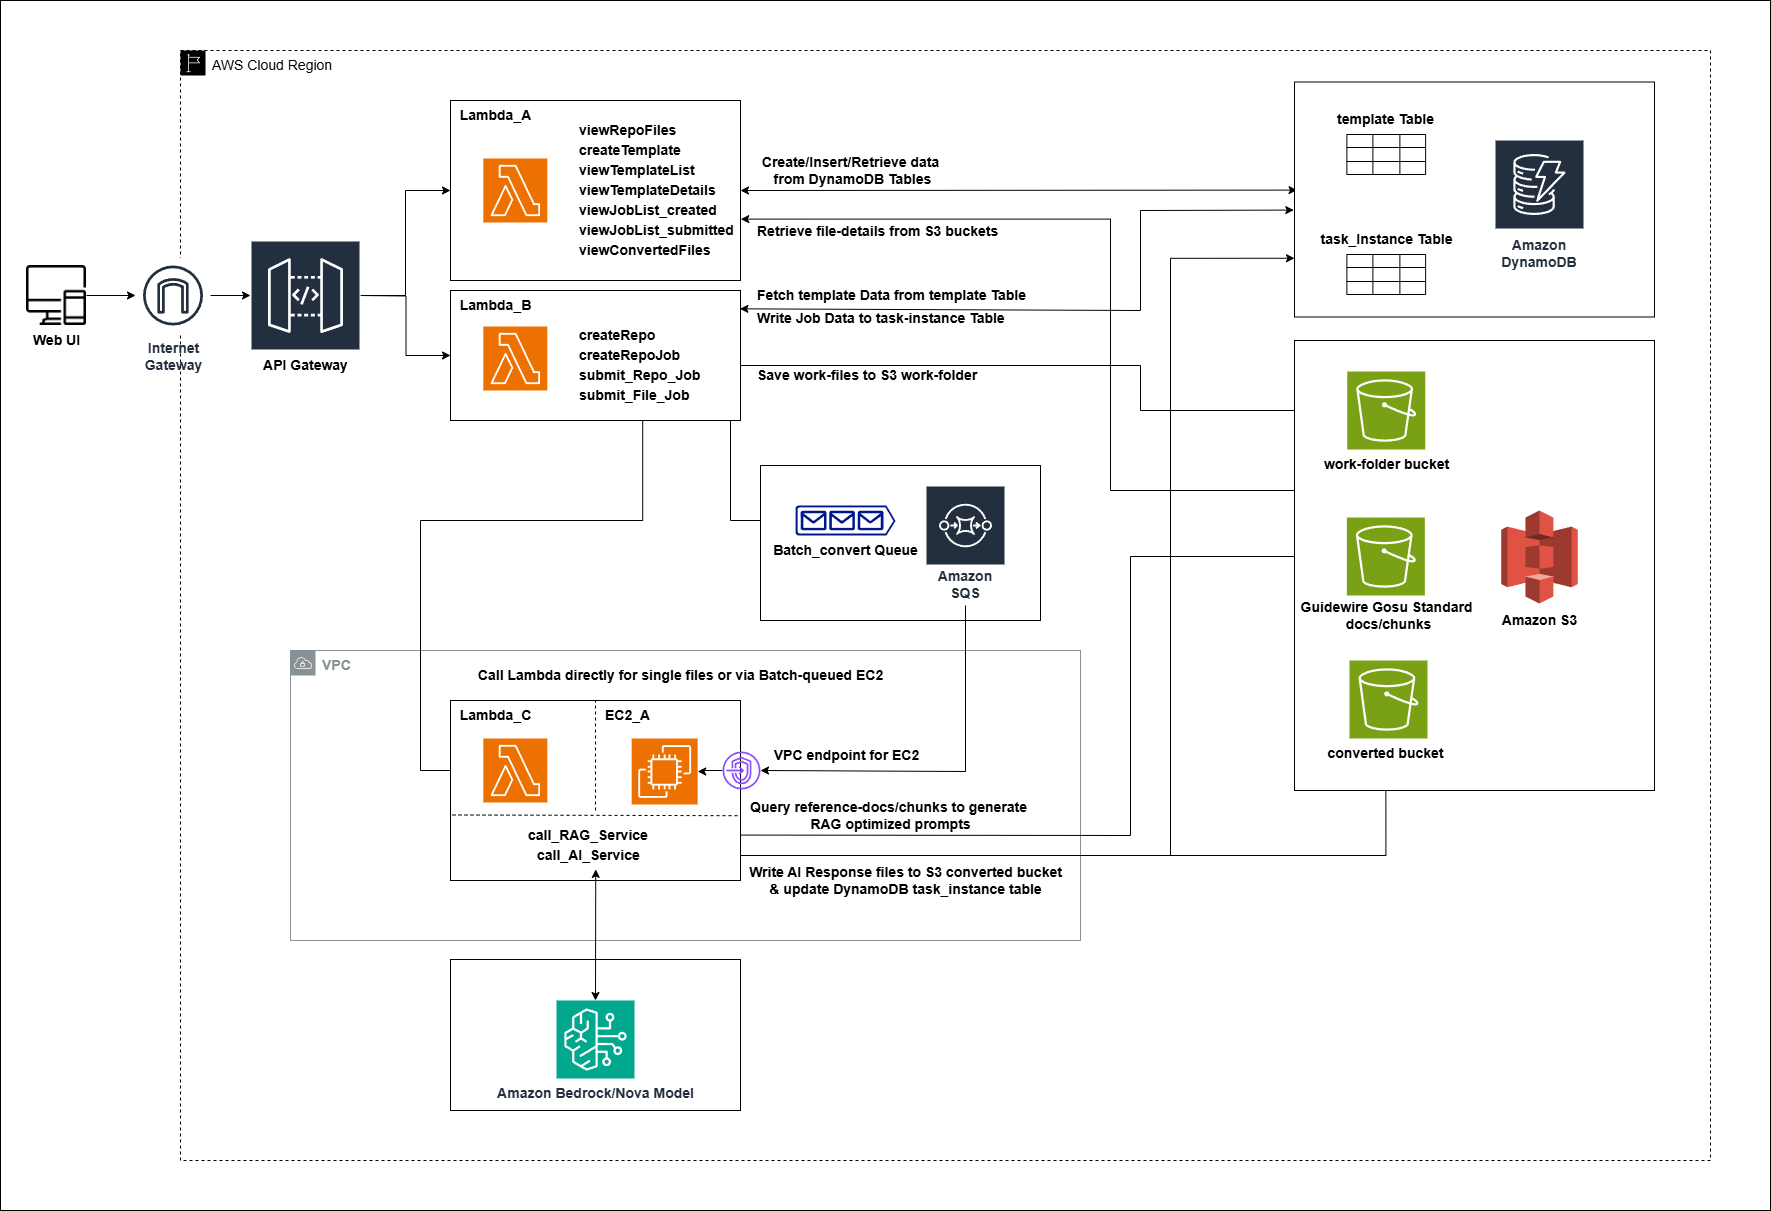 AWS Cloud Region
Lambda_A
viewRepoFiles
createTemplate
viewTemplateList
viewTemplateDetails
viewJobList_created
viewJobList_submitted
viewConvertedFiles
Create/Insert/Retrieve data
from DynamoDB Tables
Retrieve file-details from S3 buckets
template Table
task_Instance Table
Amazon
DynamoDB
Web UI
Internet
Gateway
API Gateway
Lambda_B
createRepo
createRepoJob
submit_Repo_Job
submit_File_Job
Fetch template Data from template Table
Write Job Data to task-instance Table
Save work-files to S3 work-folder
work-folder bucket
Guidewire Gosu Standard
docs/chunks
converted bucket
Amazon S3
Batch_convert Queue
Amazon
SQS
VPC
Call Lambda directly for single files or via Batch-queued EC2
Lambda_C
EC2_A
VPC endpoint for EC2
call_RAG_Service
call_AI_Service
Query reference-docs/chunks to generate
RAG optimized prompts
Write AI Response files to S3 converted bucket
& update DynamoDB task_instance table
Amazon Bedrock/Nova Model